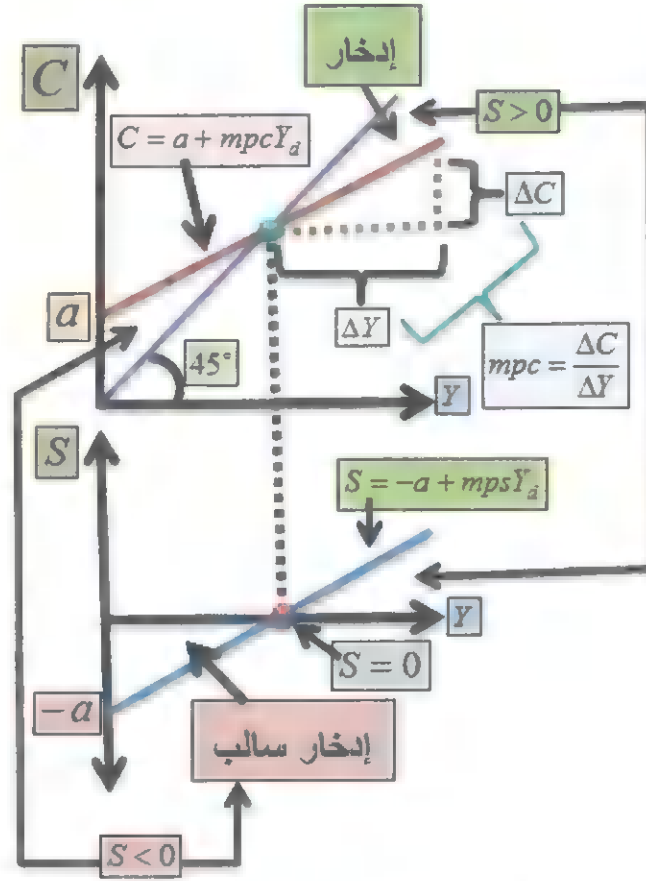 إدخار
C
S > 0
C = a + mpcY_d
ΔC
a
ΔY
45°
mpc = ΔC/ΔY
Y
S
S = -a + mpsY_d
Y
S = 0
-a
إدخار سالب
S < 0